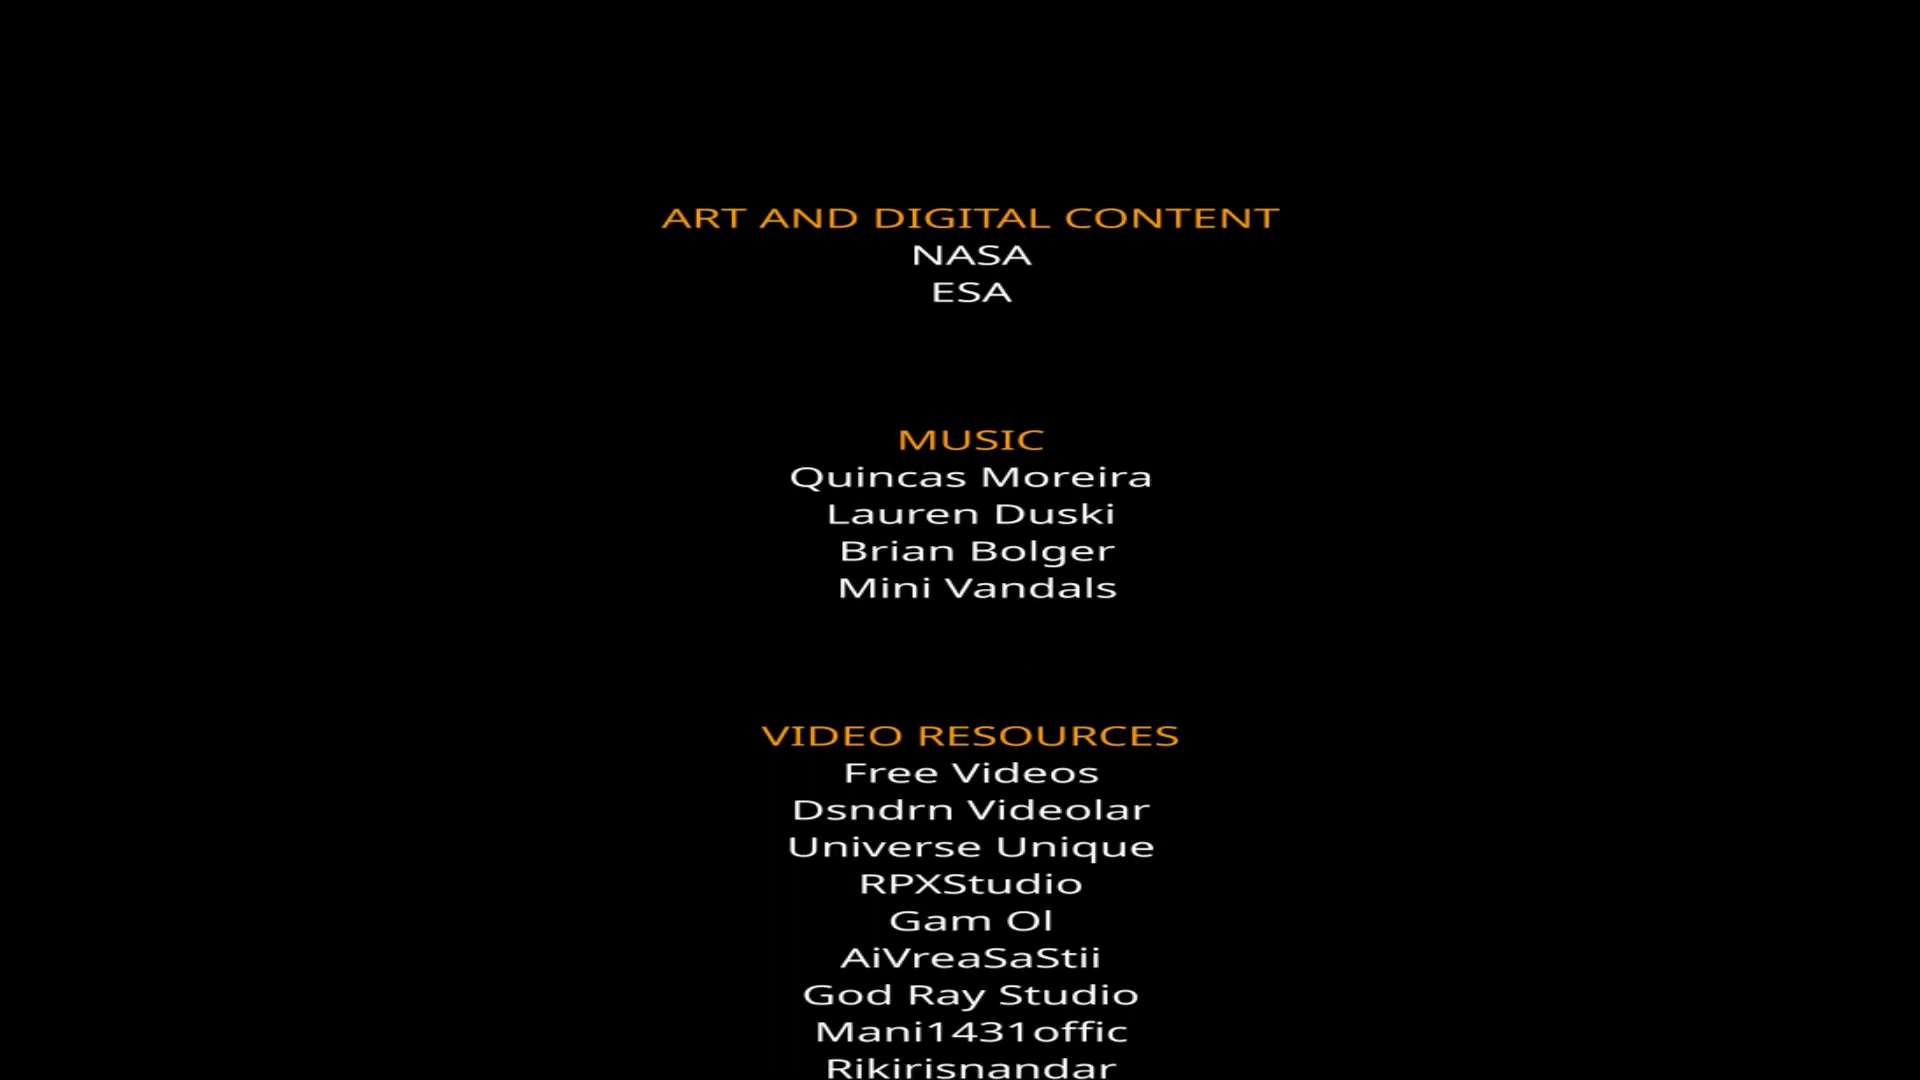 ART AND DIGITAL CONTENT
NASA
ESA
MUSIC
Quincas Moreira
Lauren Duski
Brian Bolger
Mini Vandals
VIDEO RESOURCES
Free Videos
Dsndrn Videolar
Universe Unique
RPXStudio
Gam Ol
AiVreaSaStii
God Ray Studio
Mani1431offic
Rikirisnandar